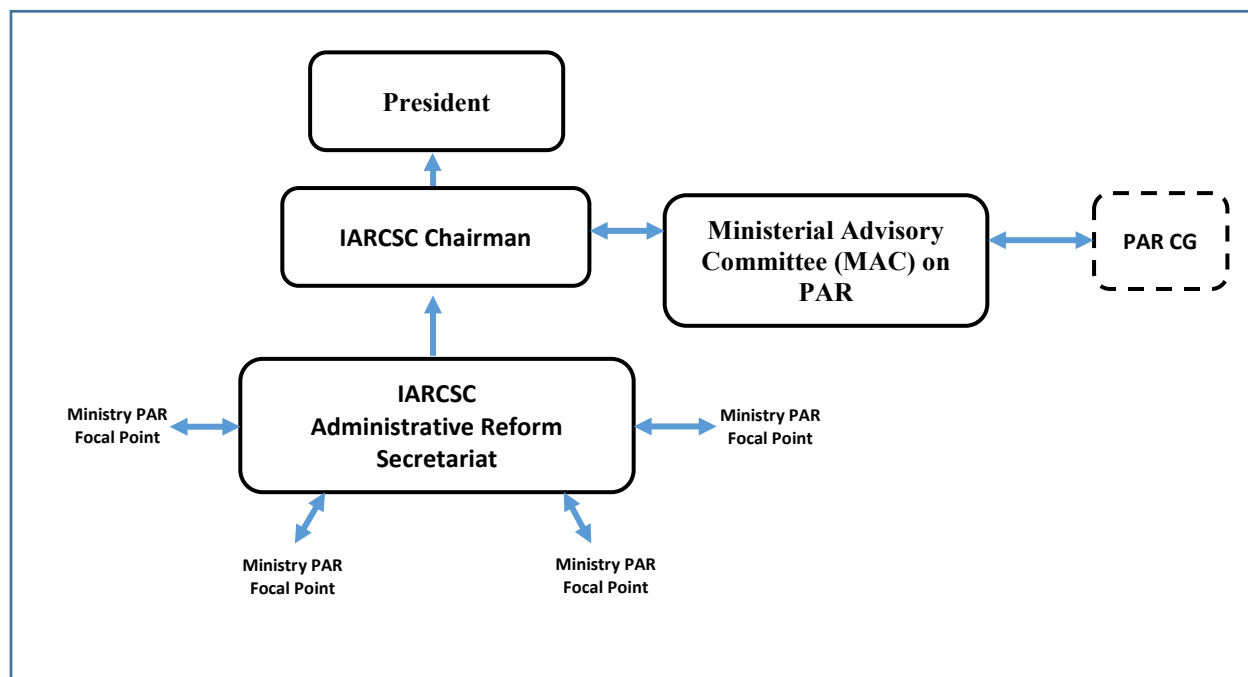 President
IARCSC Chairman
Ministerial Advisory
Committee (MAC) on
PAR
PAR CG
IARCSC
Administrative Reform
Secretariat
Ministry PAR
Focal Point
Ministry PAR
Focal Point
Ministry PAR
Focal Point
Ministry PAR
Focal Point